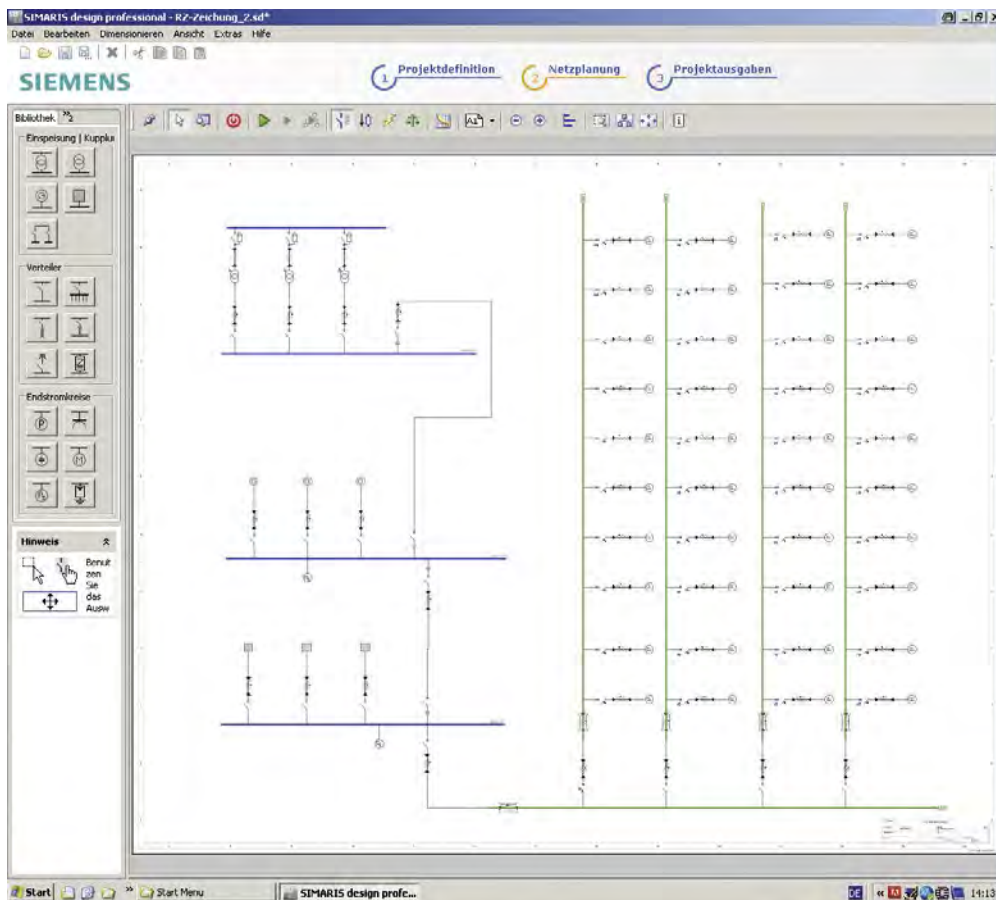 SIMARIS design professional - RZ-Zeichung_2.sd*
Datei Bearbeiten Dimensionieren Ansicht Extras Hilfe
SIEMENS
1 Projektdefinition
2 Netzplanung
3 Projektausgaben
Bibliothek
Einspeisung | Kupplu
Verteiler
Endstromkreise
Hinweis
Benut
zen
Sie
das
Ausw
Start
Start Menu
SIMARIS design profe...
DE
14:13